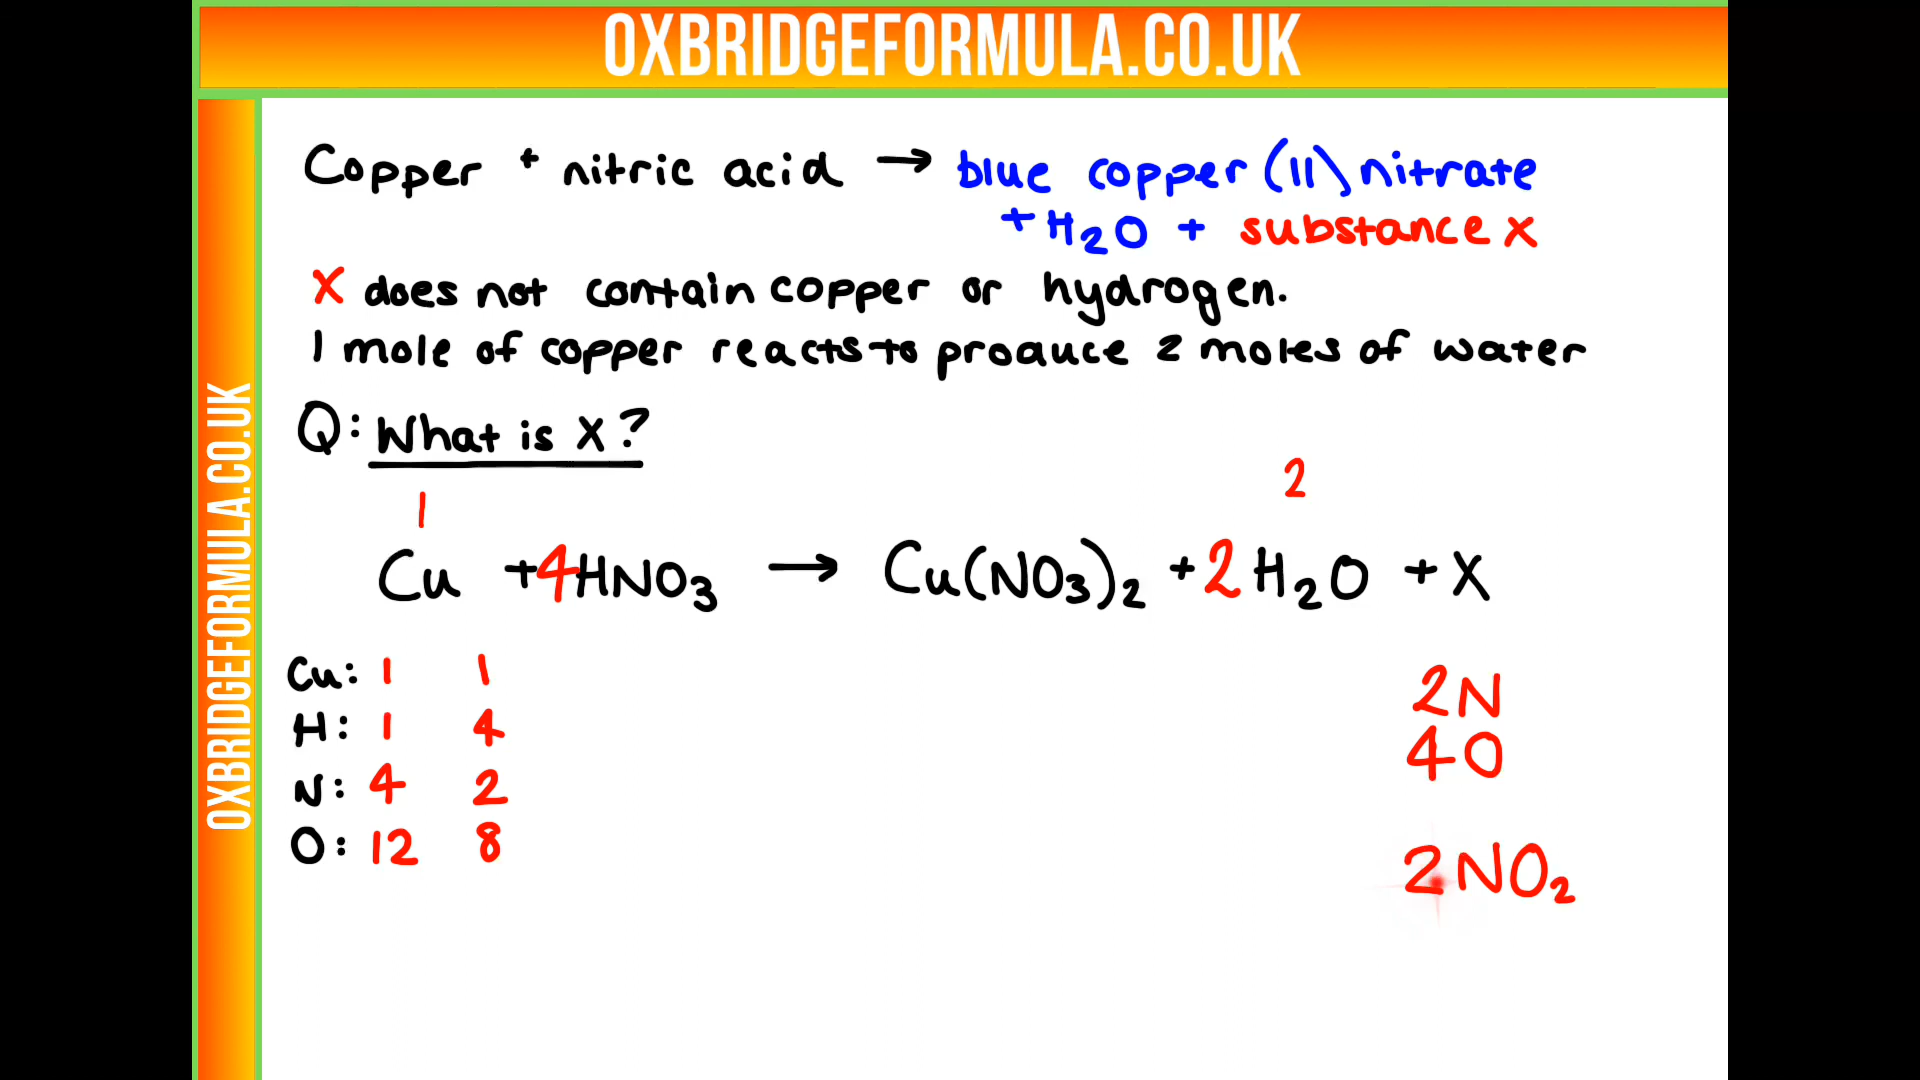 OXBRIDGEFORMULA.CO.UK
OXBRIDGEFORMULA.CO.UK
Copper + nitric acid → blue copper (II) nitrate
+ H2O + substance X
X does not contain copper or hydrogen.
1 mole of copper reacts to produce 2 moles of water
Q: What is X?
1 2
Cu + 4HNO3 → Cu(NO3)2 + 2H2O + X
Cu: 1 1
H: 1 4
N: 4 2
O: 12 8
2N
4O
2NO2